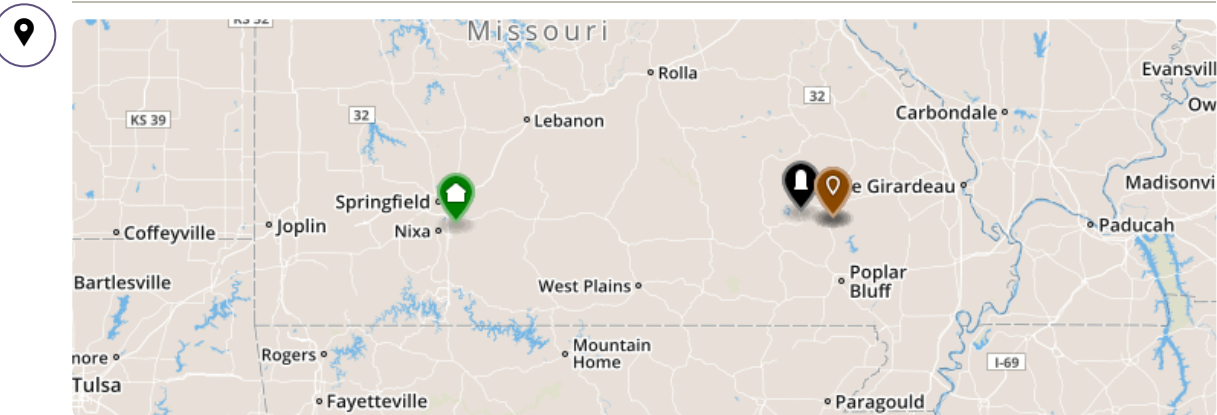 KS 52
Missouri
Rolla
Evansvill
32
Ow
KS 39
32
Lebanon
Carbondale
Springfield
e Girardeau
Madisonvi
Joplin
Coffeyville
Nixa
Paducah
Bartlesville
West Plains
Poplar
Bluff
Rogers
Mountain
Home
nore
I-69
Tulsa
Fayetteville
Paragould